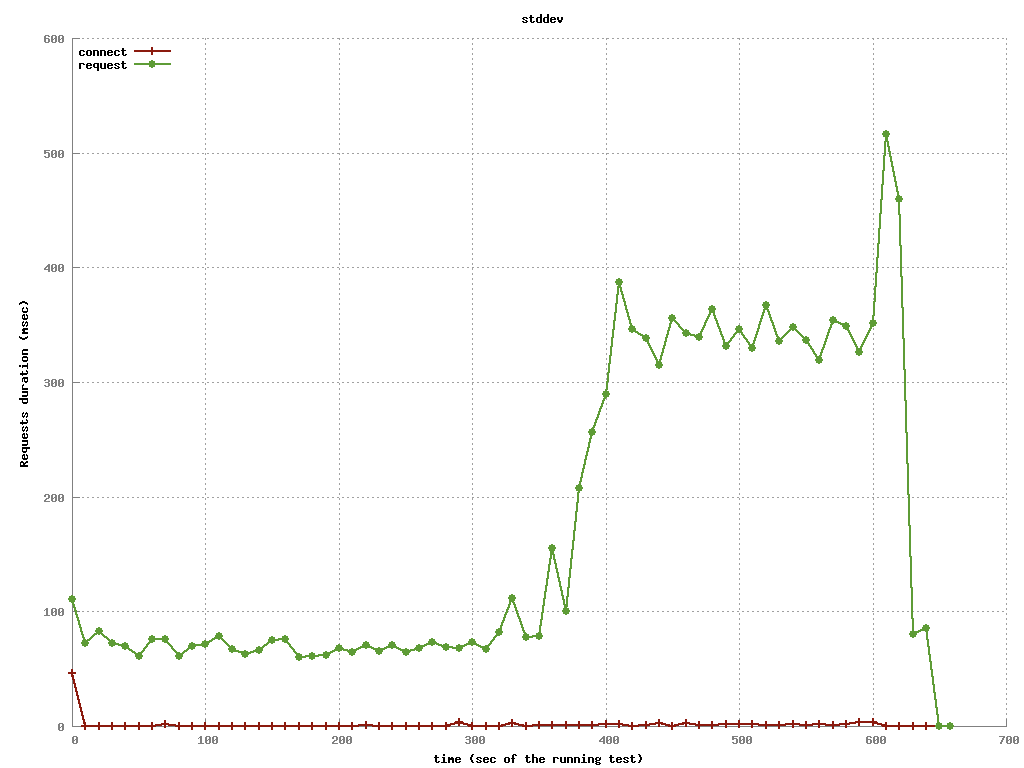 stddev
connect
request
600
500
400
300
200
100
0
Requests duration (msec)
0 100 200 300 400 500 600 700
time (sec of the running test)